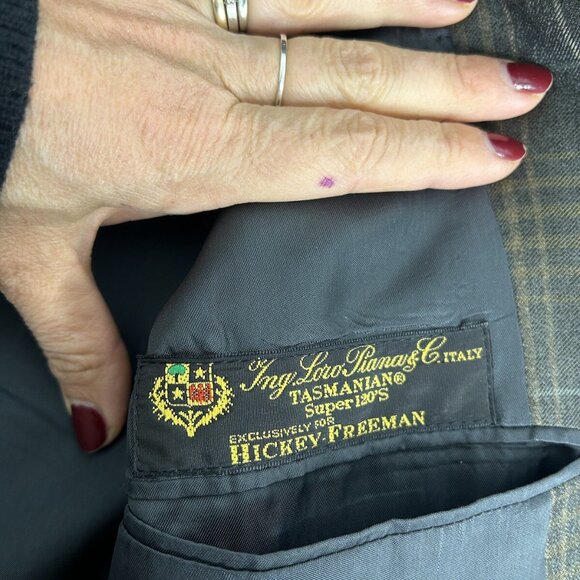 Ing. Loro Piana & C. ITALY
TASMANIAN®
Super 120'S
EXCLUSIVELY FOR
HICKEY-FREEMAN